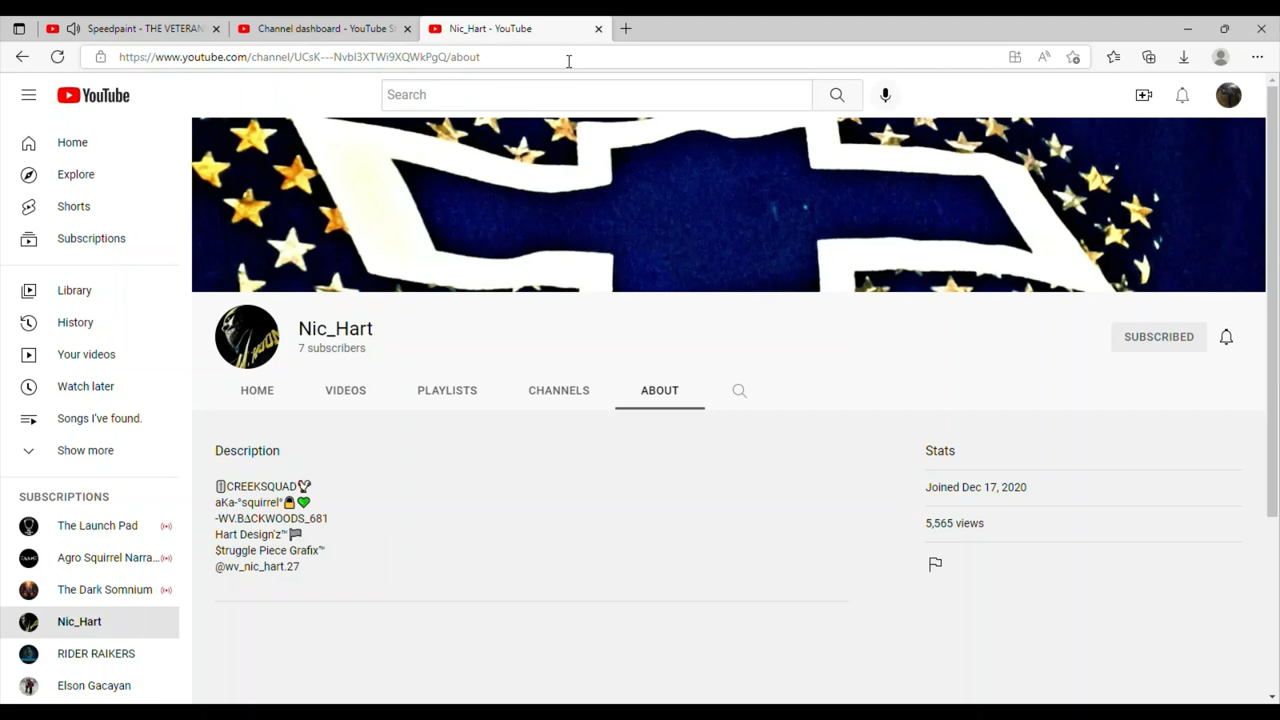 Speedpaint - THE VETERAN
Channel dashboard - YouTube S
Nic_Hart - YouTube
https://www.youtube.com/channel/UCsK---NvbI3XTWi9XQWkPgQ/about
YouTube
Search
Home
Explore
Shorts
Subscriptions
Library
History
Your videos
Watch later
Songs I've found.
Show more
SUBSCRIPTIONS
The Launch Pad
Agro Squirrel Narra...
The Dark Somnium
Nic_Hart
RIDER RAIKERS
Elson Gacayan
Nic_Hart
7 subscribers
SUBSCRIBED
HOME VIDEOS PLAYLISTS CHANNELS ABOUT
Description
🎚CREEKSQUAD🐿
aKa-°squirrel°🔒💚
-WV.B∆CKWOODS_681
Hart Design'z™🏴
$truggle Piece Grafix™
@wv_nic_hart.27
Stats
Joined Dec 17, 2020
5,565 views